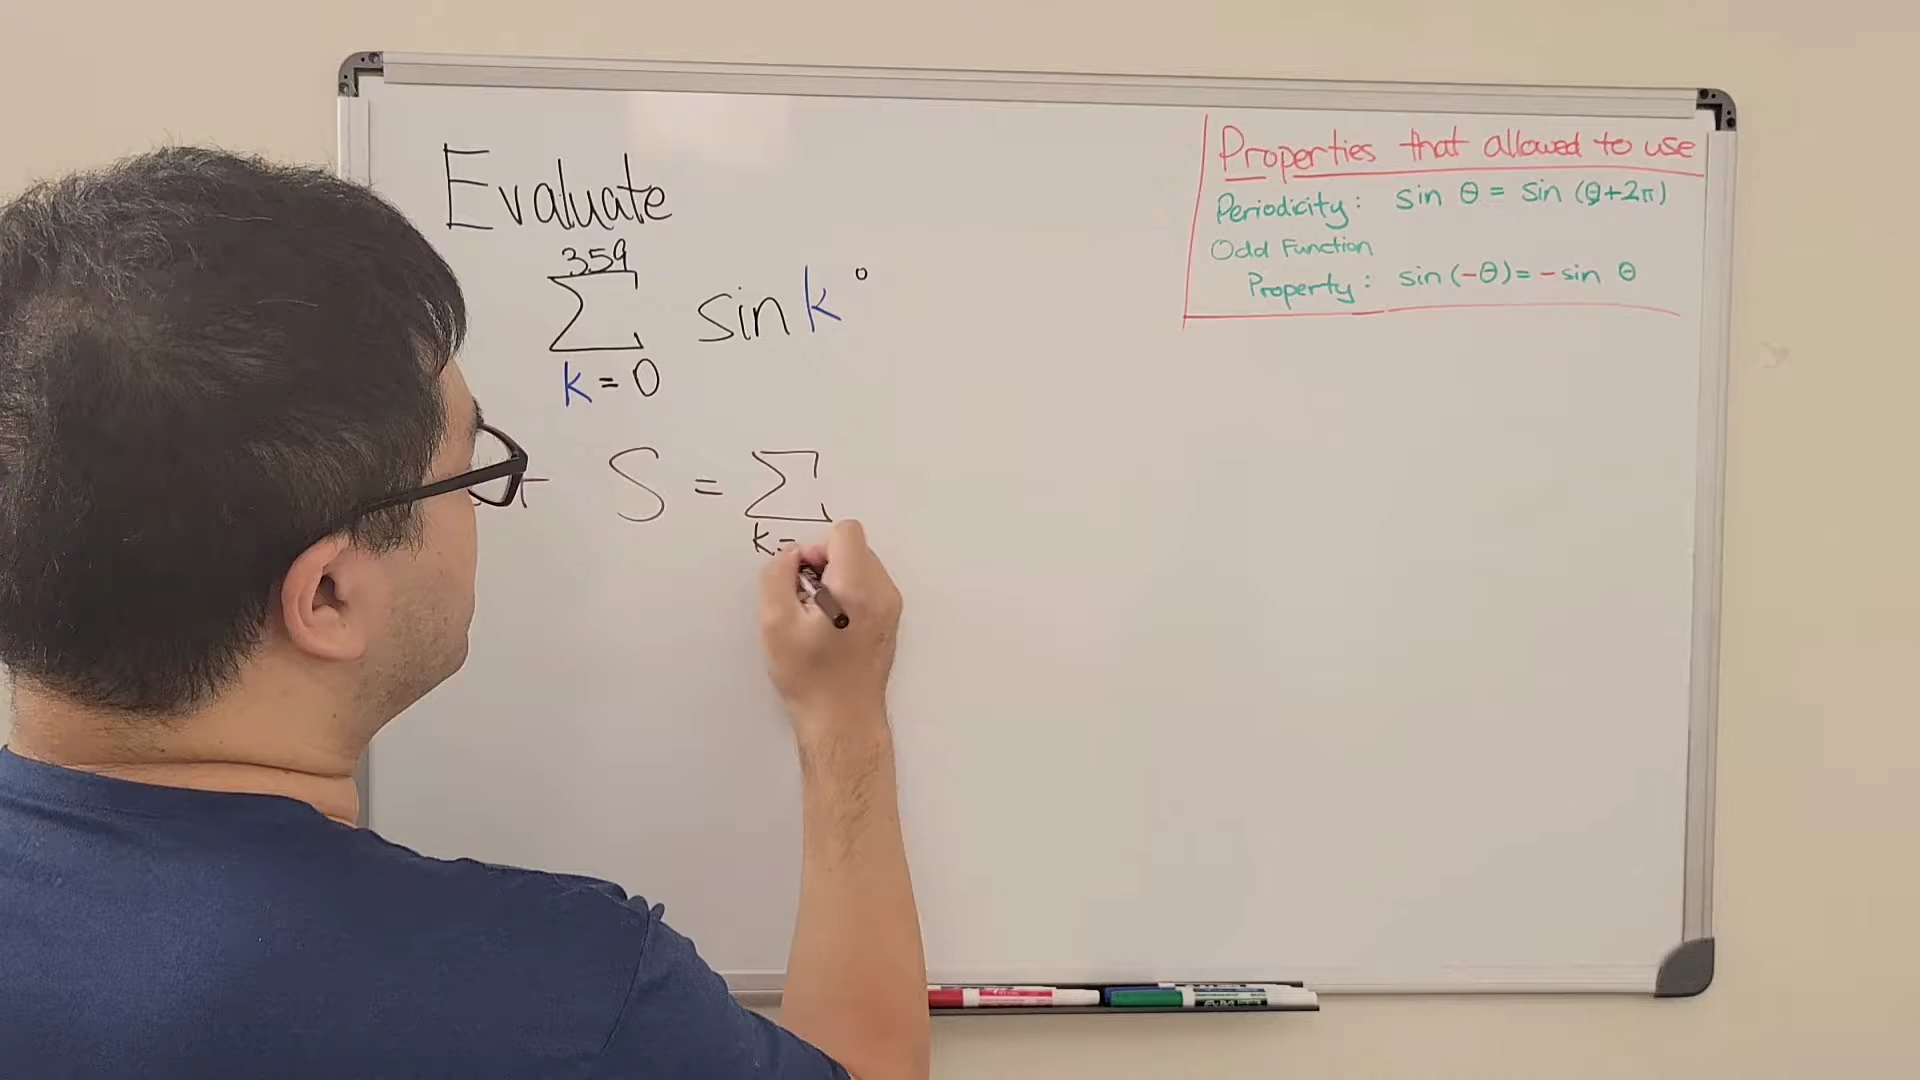 Evaluate
359
∑ sin k°
k = 0
S = ∑
k =
Properties that allowed to use
Periodicity: sin θ = sin (θ+2π)
Odd Function
Property: sin (-θ) = - sin θ